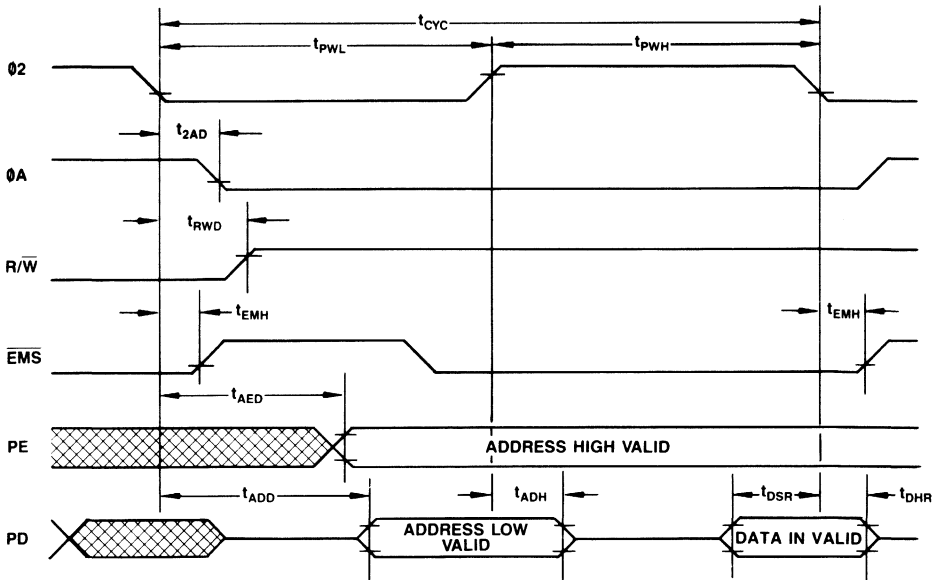 tCYC
tPWL
tPWH
Ø2
t2AD
ØA
tRWD
R/W̅
tEMH
tEMH
E̅M̅S̅
tAED
PE
ADDRESS HIGH VALID
tADD
tADH
tDSR
tDHR
PD
ADDRESS LOW
VALID
DATA IN VALID